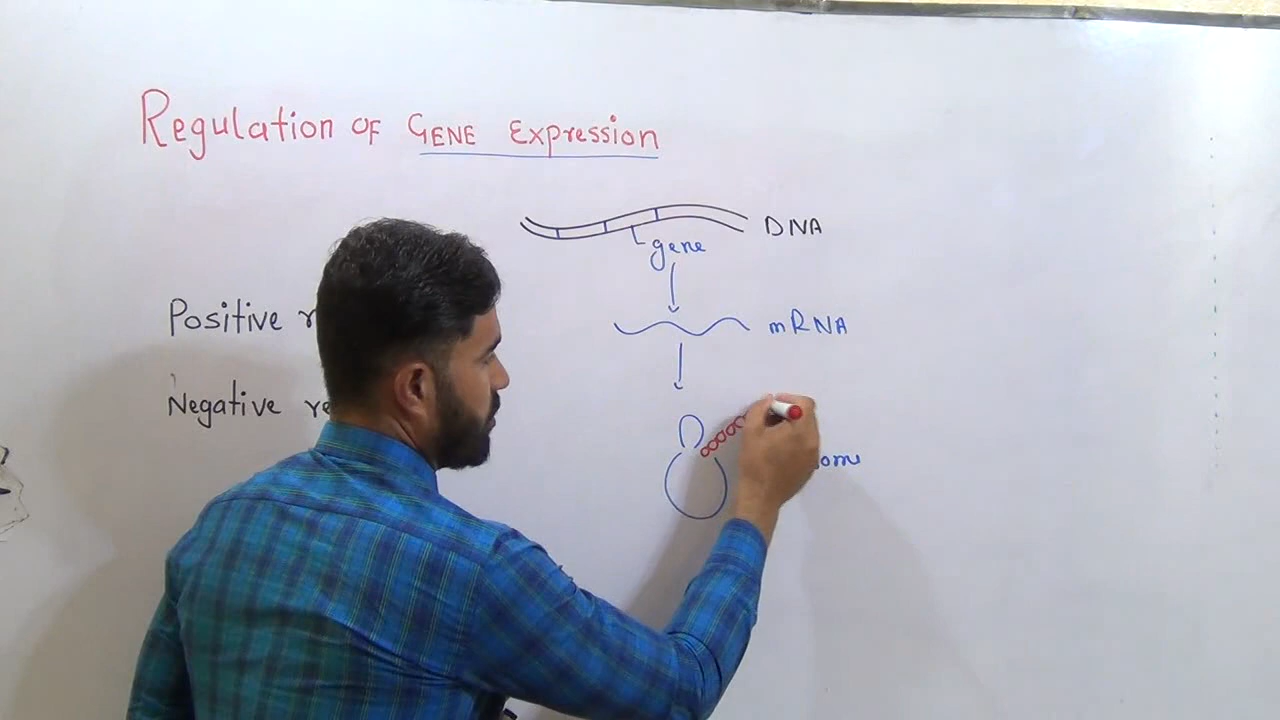 Regulation OF GENE Expression
DNA
gene
Positive
mRNA
Negative